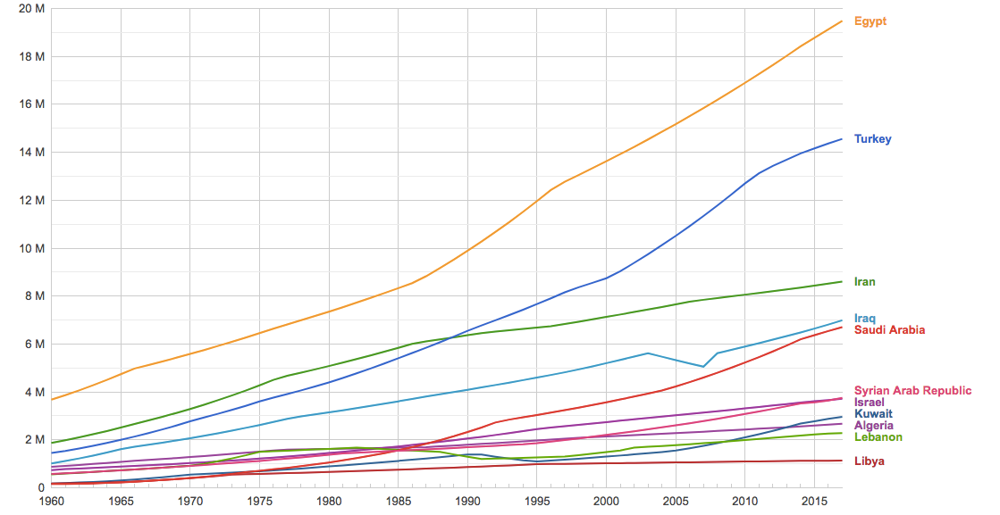 20 M
18 M
16 M
14 M
12 M
10 M
8 M
6 M
4 M
2 M
0
Egypt
Turkey
Iran
Iraq
Saudi Arabia
Syrian Arab Republic
Israel
Kuwait
Algeria
Lebanon
Libya
1960 1965 1970 1975 1980 1985 1990 1995 2000 2005 2010 2015